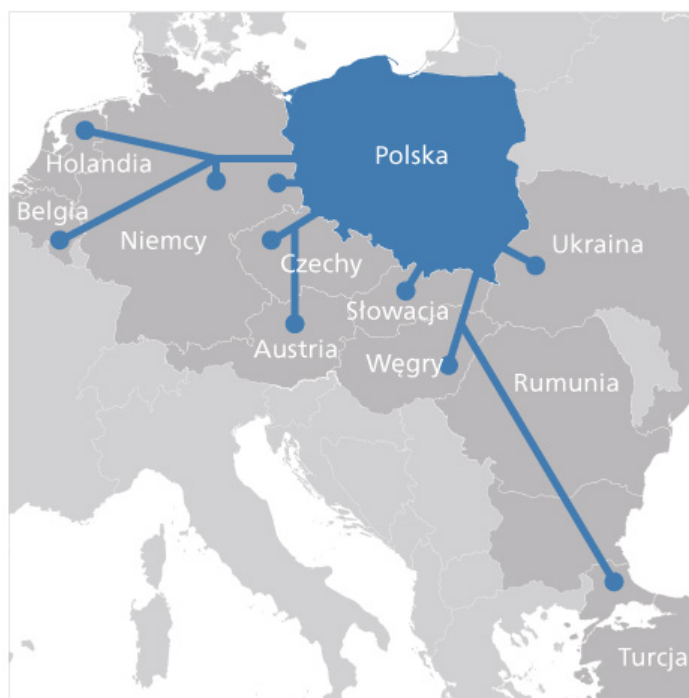 Polska
Holandia
Belgia
Niemcy
Czechy
Ukraina
Słowacja
Austria
Węgry
Rumunia
Turcja